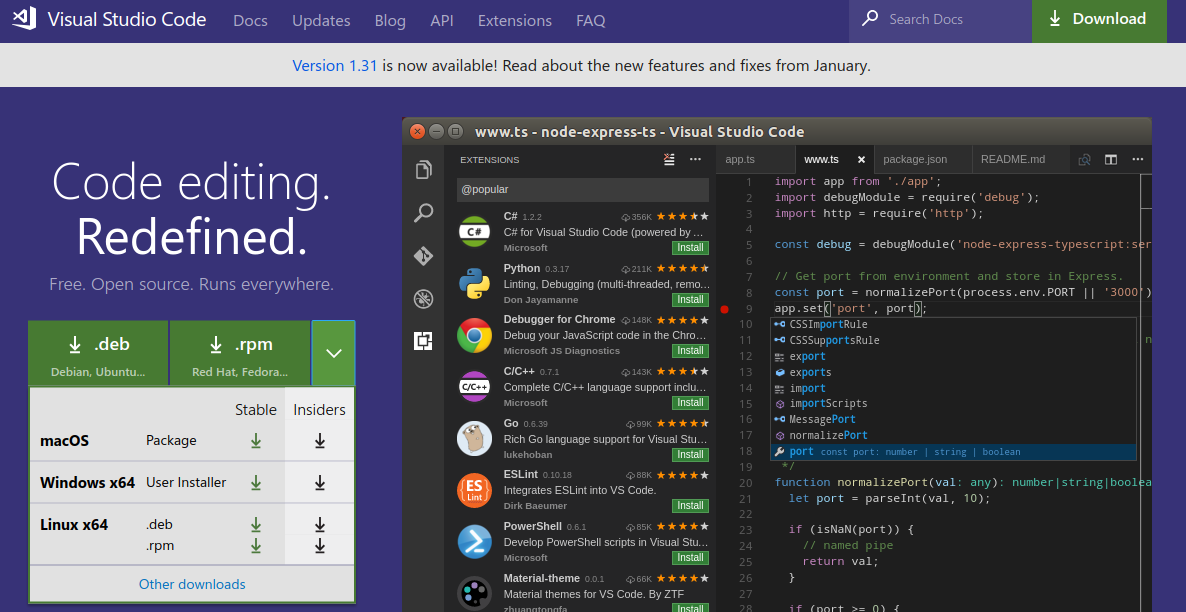 Visual Studio Code Docs Updates Blog API Extensions FAQ Search Docs Download
Version 1.31 is now available! Read about the new features and fixes from January.
Code editing.
Redefined.
Free. Open source. Runs everywhere.
.deb
Debian, Ubuntu...
.rpm
Red Hat, Fedora...
Stable Insiders
macOS Package
Windows x64 User Installer
Linux x64 .deb
.rpm
Other downloads
www.ts - node-express-ts - Visual Studio Code
EXTENSIONS
@popular
C# 1.2.2 356K
C# for Visual Studio Code (powered by ...
Microsoft Install
Python 0.3.17 211K
Linting, Debugging (multi-threaded, remo...
Don Jayamanne Install
Debugger for Chrome 148K
Debug your JavaScript code in the Chro...
Microsoft JS Diagnostics Install
C/C++ 0.7.1 143K
Complete C/C++ language support inclu...
Microsoft Install
Go 0.6.39 99K
Rich Go language support for Visual Stu...
lukehoban Install
ESLint 0.10.18 88K
Integrates ESLint into VS Code.
Dirk Baeumer Install
PowerShell 0.6.1 85K
Develop PowerShell scripts in Visual Stu...
Microsoft Install
Material-theme 0.0.1 66K
Material themes for VS Code. By ZTF
zhuangtongfa Install
C#
C/C++
ES
Lint
app.ts www.ts package.json README.md
1 import app from './app';
2 import debugModule = require('debug');
3 import http = require('http');
4
5 const debug = debugModule('node-express-typescript:ser
6
7 // Get port from environment and store in Express.
8 const port = normalizePort(process.env.PORT || '3000')
9 app.set('port', port);
10 CSSImportRule
11 CSSSupportsRule n
12 export
13 exports
14 import
15 importScripts
16 MessagePort
17 normalizePort
18 port const port: number | string | boolean
19 */
20 function normalizePort(val: any): number|string|boolea
21 let port = parseInt(val, 10);
22
23 if (isNaN(port)) {
24 // named pipe
25 return val;
26 }
27
28 if (port >= 0) {